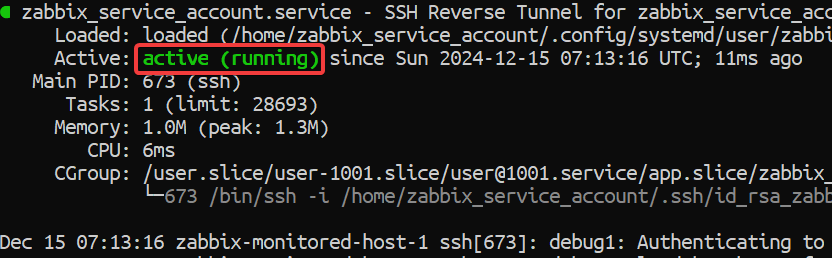 ● zabbix_service_account.service - SSH Reverse Tunnel for zabbix_service_acc
Loaded: loaded (/home/zabbix_service_account/.config/systemd/user/zabbi
Active: active (running) since Sun 2024-12-15 07:13:16 UTC; 11ms ago
Main PID: 673 (ssh)
Tasks: 1 (limit: 28693)
Memory: 1.0M (peak: 1.3M)
CPU: 6ms
CGroup: /user.slice/user-1001.slice/user@1001.service/app.slice/zabbix_
└─673 /bin/ssh -i /home/zabbix_service_account/.ssh/id_rsa_zabb
Dec 15 07:13:16 zabbix-monitored-host-1 ssh[673]: debug1: Authenticating to